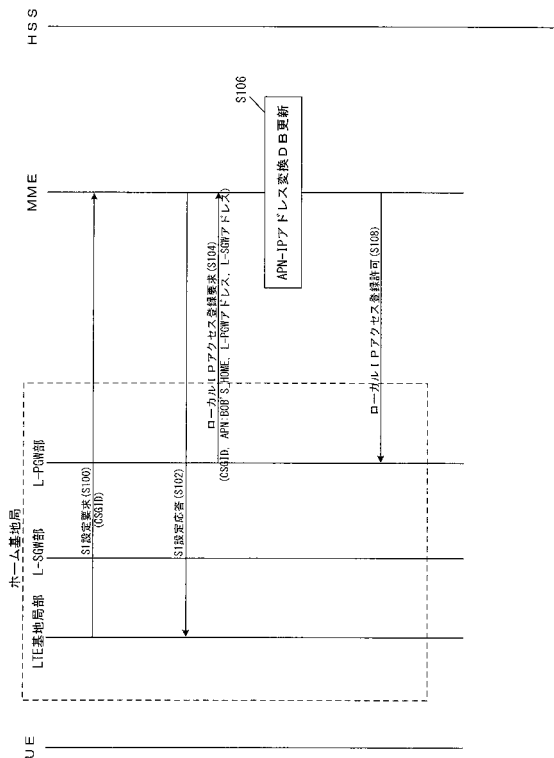 UE
ホーム基地局
LTE基地局部
L-SGW部
L-PGW部
MME
HSS
S1設定要求(S100)
(CSGID)
S1設定応答(S102)
ローカルIPアクセス登録要求(S104)
(CSGID, APN:BOB'S_HOME, L-PGWアドレス, L-SGWアドレス)
S106
APN-IPアドレス変換DB更新
ローカルIPアクセス登録許可(S108)